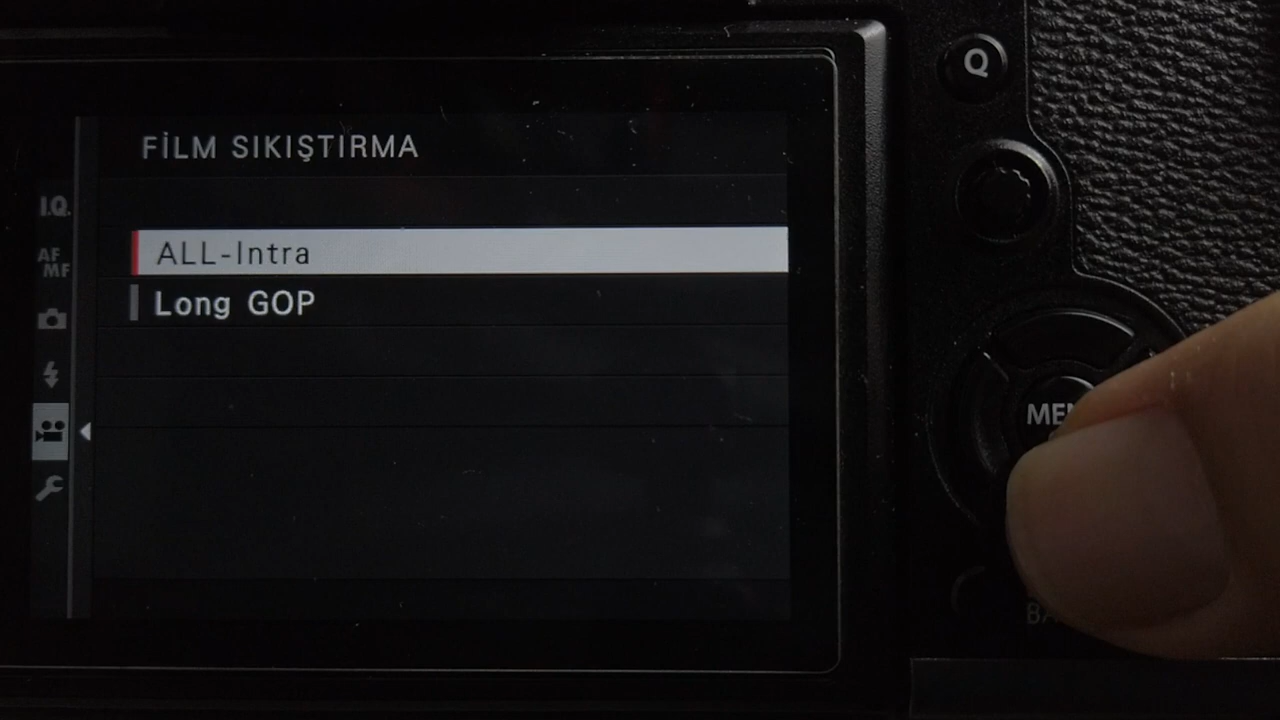 Q
FİLM SIKIŞTIRMA
I.Q.
ALL-Intra
AF
MF
Long GOP